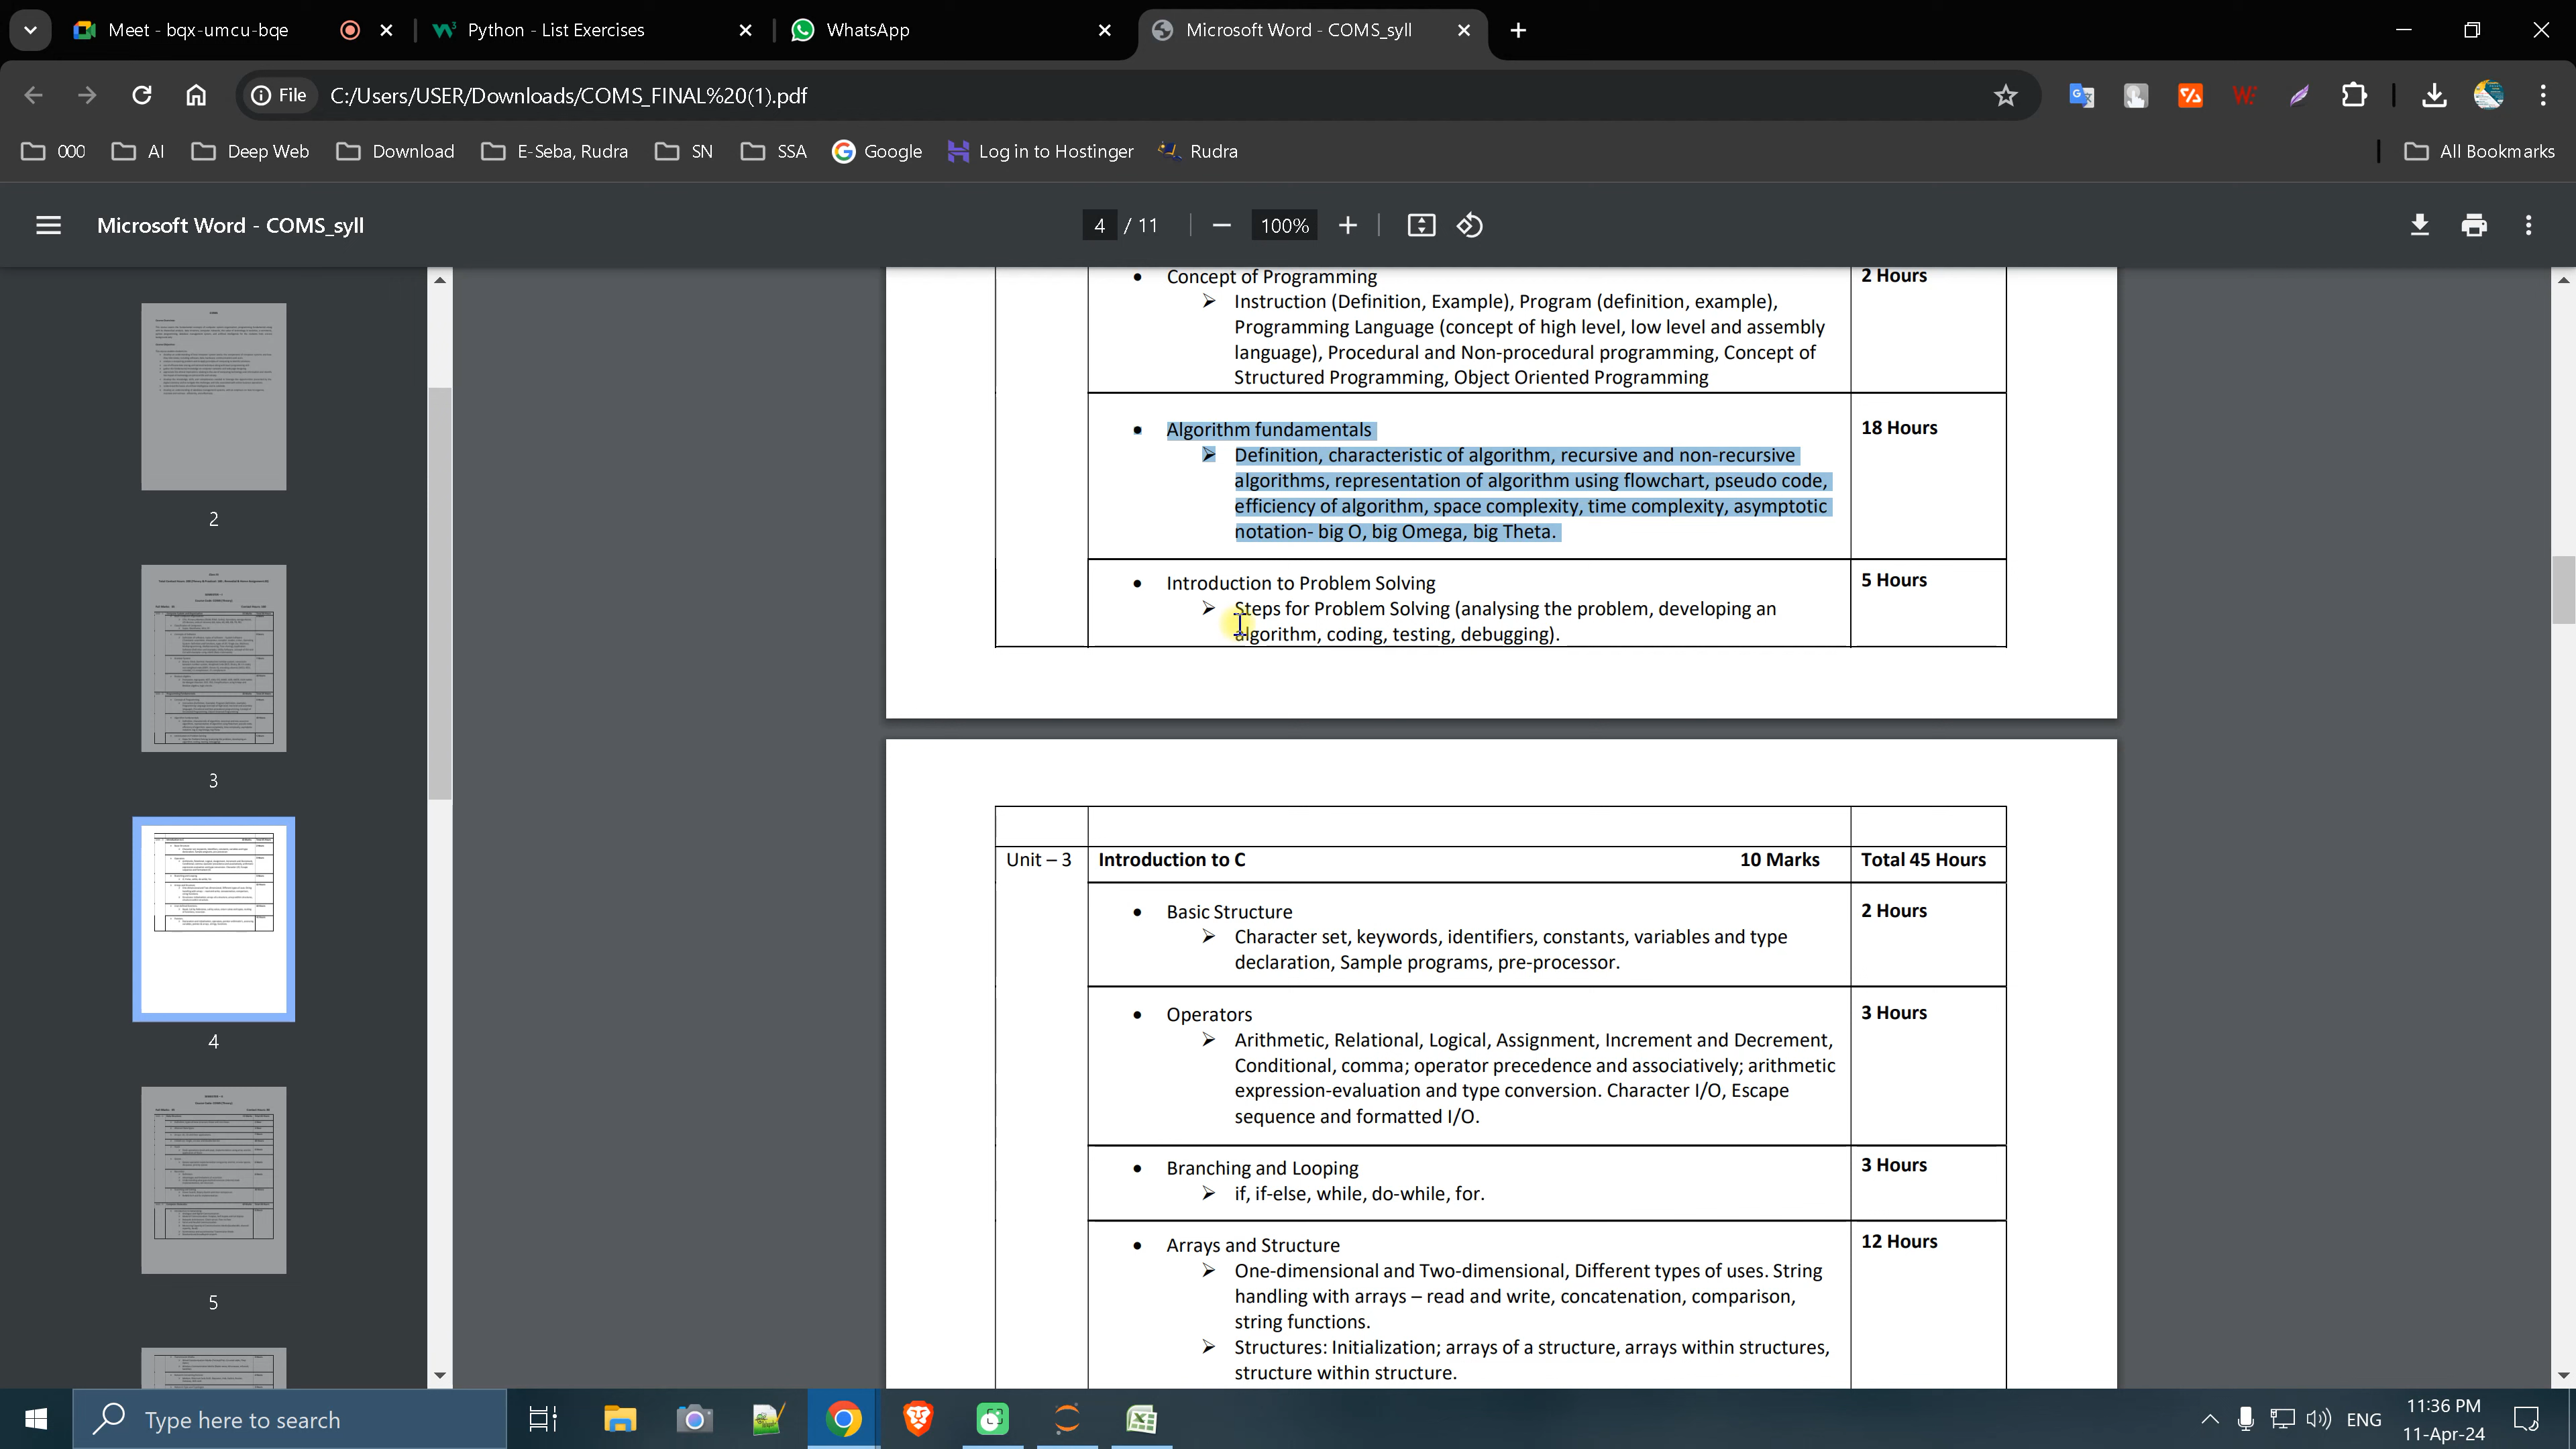 Meet - bqx-umcu-bqe
Python - List Exercises
WhatsApp
Microsoft Word - COMS_syll
File
C:/Users/USER/Downloads/COMS_FINAL%20(1).pdf
000
AI
Deep Web
Download
E-Seba, Rudra
SN
SSA
Google
Log in to Hostinger
Rudra
All Bookmarks
Microsoft Word - COMS_syll
4 / 11
100%
2
3
4
5
• Concept of Programming
2 Hours
➢ Instruction (Definition, Example), Program (definition, example),
Programming Language (concept of high level, low level and assembly
language), Procedural and Non-procedural programming, Concept of
Structured Programming, Object Oriented Programming
• Algorithm fundamentals
18 Hours
➢ Definition, characteristic of algorithm, recursive and non-recursive
algorithms, representation of algorithm using flowchart, pseudo code,
efficiency of algorithm, space complexity, time complexity, asymptotic
notation- big O, big Omega, big Theta.
• Introduction to Problem Solving
5 Hours
➢ Steps for Problem Solving (analysing the problem, developing an
algorithm, coding, testing, debugging).
Unit – 3
Introduction to C
10 Marks
Total 45 Hours
• Basic Structure
2 Hours
➢ Character set, keywords, identifiers, constants, variables and type
declaration, Sample programs, pre-processor.
• Operators
3 Hours
➢ Arithmetic, Relational, Logical, Assignment, Increment and Decrement,
Conditional, comma; operator precedence and associatively; arithmetic
expression-evaluation and type conversion. Character I/O, Escape
sequence and formatted I/O.
• Branching and Looping
3 Hours
➢ if, if-else, while, do-while, for.
• Arrays and Structure
12 Hours
➢ One-dimensional and Two-dimensional, Different types of uses. String
handling with arrays – read and write, concatenation, comparison,
string functions.
➢ Structures: Initialization; arrays of a structure, arrays within structures,
structure within structure.
Type here to search
ENG
11:36 PM
11-Apr-24